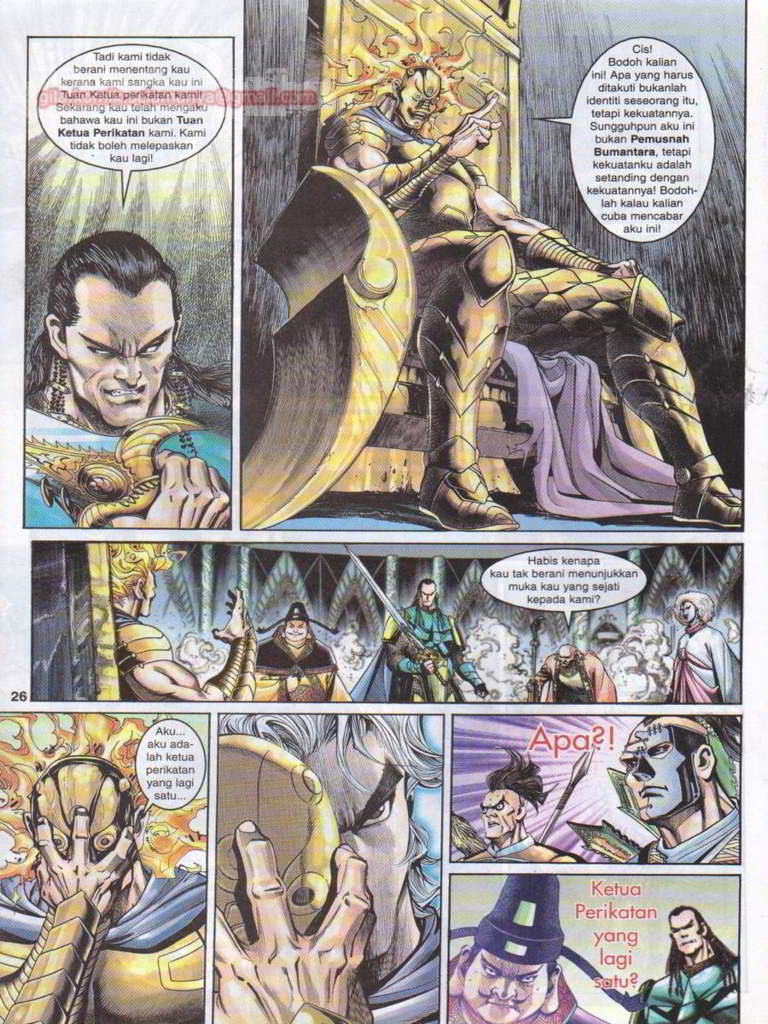 Tadi kami tidak
berani menentang kau
kerana kami sangka kau ini
Tuan Ketua perikatan kami!
Sekarang kau telah mengaku
bahawa kau ini bukan Tuan
Ketua Perikatan kami. Kami
tidak boleh melepaskan
kau lagi!
Cis!
Bodoh kalian
ini! Apa yang harus
ditakuti bukanlah
identiti seseorang itu,
tetapi kekuatannya.
Sungguhpun aku ini
bukan Pemusnah
Bumantara, tetapi
kekuatanku adalah
setanding dengan
kekuatannya! Bodoh-
lah kalau kalian
cuba mencabar
aku ini!
Habis kenapa
kau tak berani menunjukkan
muka kau yang sejati
kepada kami?
26
Aku...
aku ada-
lah ketua
perikatan
yang lagi
satu...
Apa?!
Ketua
Perikatan
yang
lagi
satu?